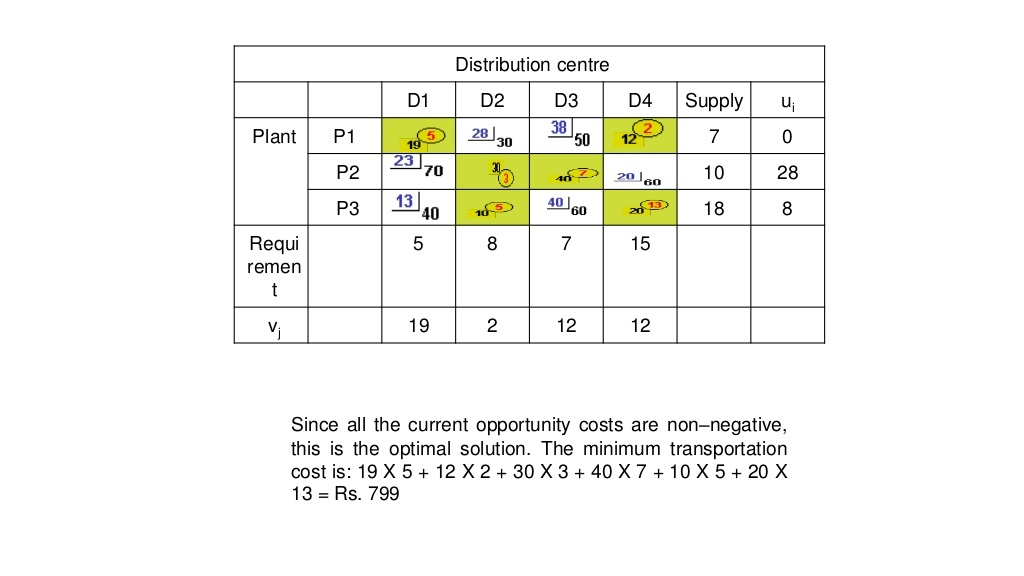 Distribution centre
D1 D2 D3 D4 Supply ui
Plant P1 19 5 28 30 38 50 12 2 7 0
P2 23 70 30 3 40 7 20 60 10 28
P3 13 40 10 5 40 60 20 13 18 8
Requi 5 8 7 15
remen
t
vj 19 2 12 12
Since all the current opportunity costs are non–negative,
this is the optimal solution. The minimum transportation
cost is: 19 X 5 + 12 X 2 + 30 X 3 + 40 X 7 + 10 X 5 + 20 X
13 = Rs. 799